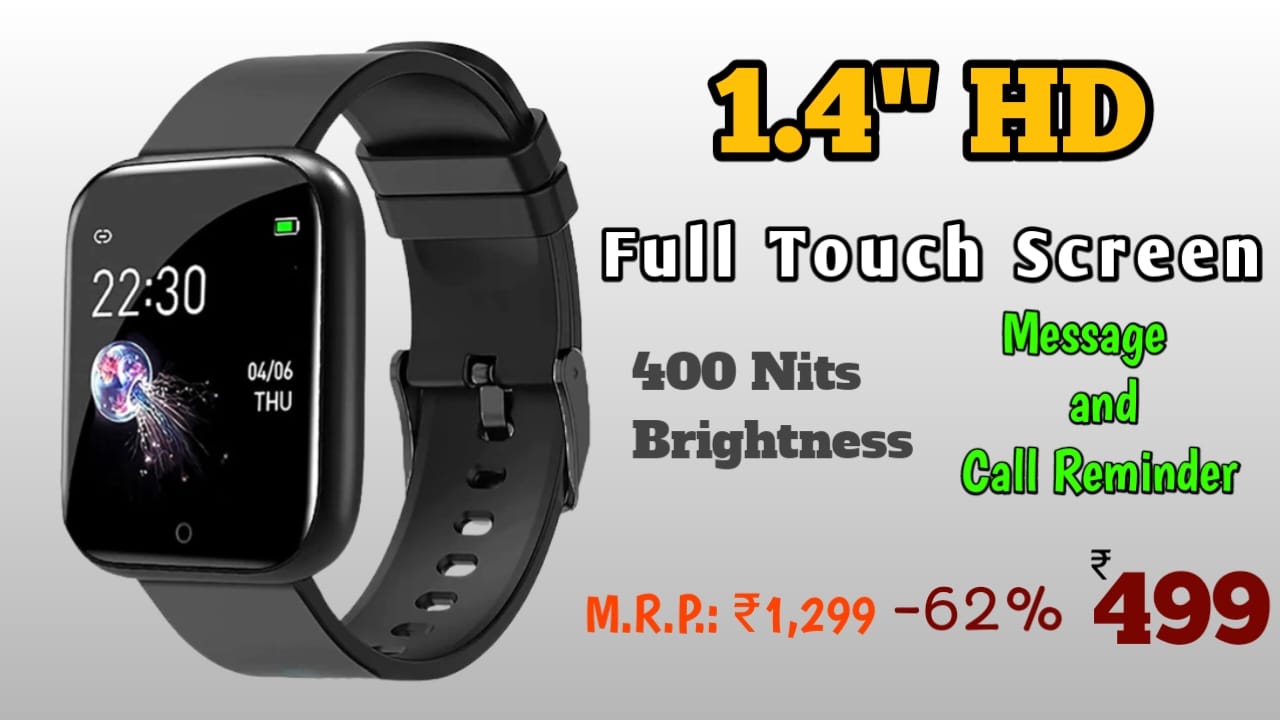 1.4" HD
Full Touch Screen
400 Nits
Brightness
Message
and
Call Reminder
22:30
04/06
THU
M.R.P.: ₹1,299 -62% ₹499